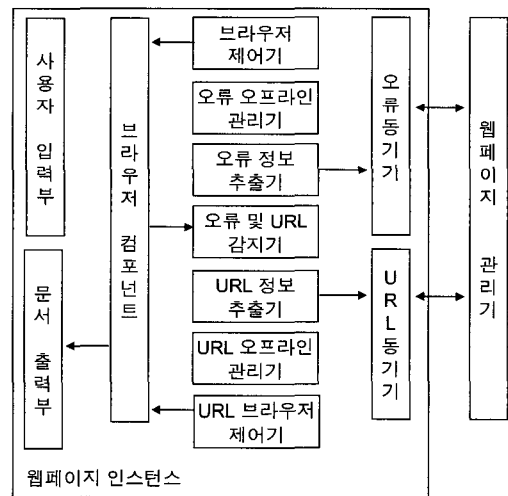 사용자 입력부
문서 출력부
브라우저 컴포넌트
브라우저
제어기
오류 오프라인
관리기
오류 정보
추출기
오류 및 URL
감지기
URL 정보
추출기
URL 오프라인
관리기
URL 브라우저
제어기
오류동기기
URL동기기
웹페이지 관리기
웹페이지 인스턴스